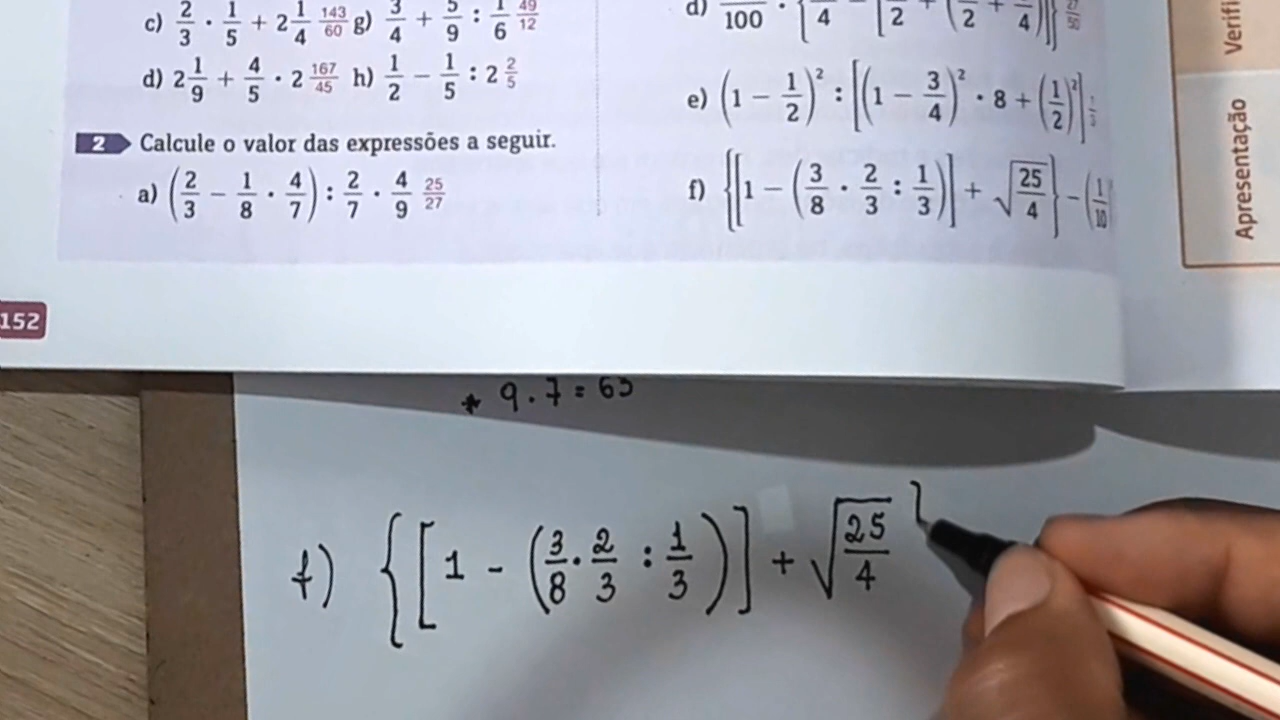 c) 2/3 · 1/5 + 2 1/4 143/60 g) 3/4 + 5/9 : 1/6 49/12
d) 2 1/9 + 4/5 · 2 167/45 h) 1/2 - 1/5 : 2 2/5
2 Calcule o valor das expressões a seguir.
a) (2/3 - 1/8 · 4/7) : 2/7 · 4/9 25/27
152
e) (1 - 1/2)² : [(1 - 3/4)² · 8 + (1/2)²]
f) {[1 - (3/8 · 2/3 : 1/3)] + √25/4} - (1/10
Apresentação
* 9 . 7 = 63
f) {[1 - (3/8 . 2/3 : 1/3)] + √25/4